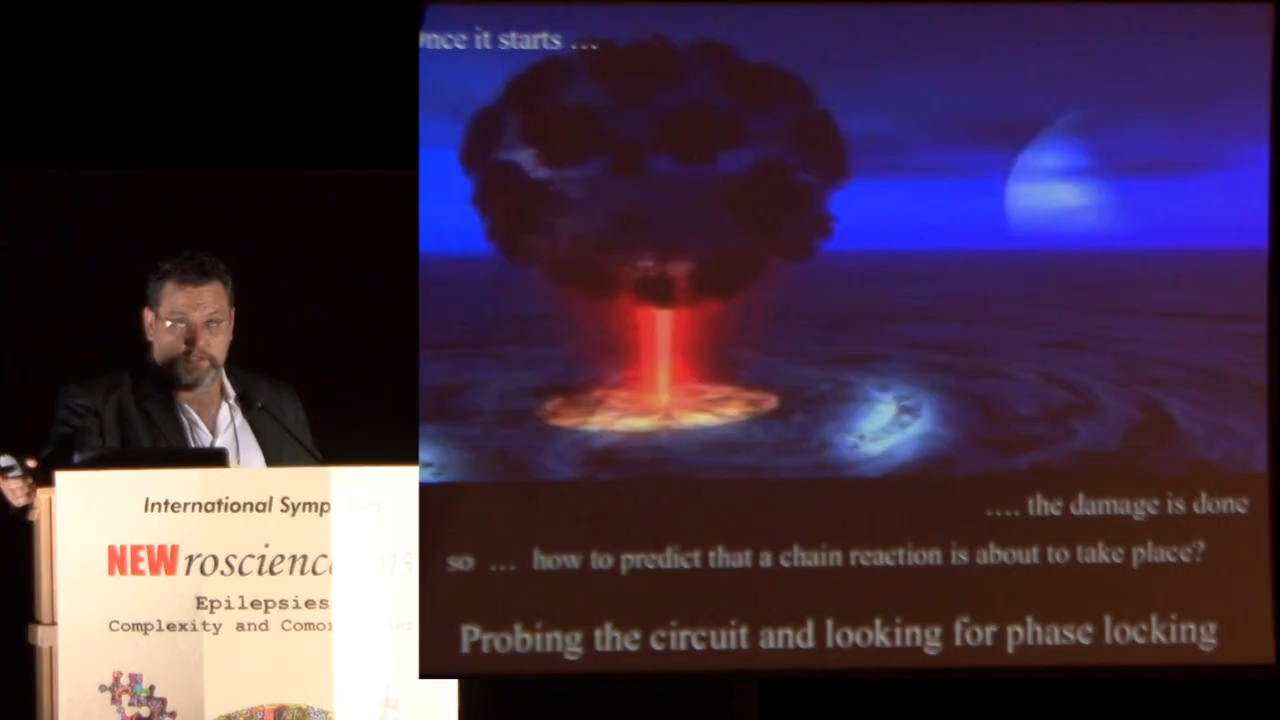 nce it starts ...
.... the damage is done
so ... how to predict that a chain reaction is about to take place?
Probing the circuit and looking for phase locking
International Symp
NEWroscience
Epilepsies
Complexity and Comor